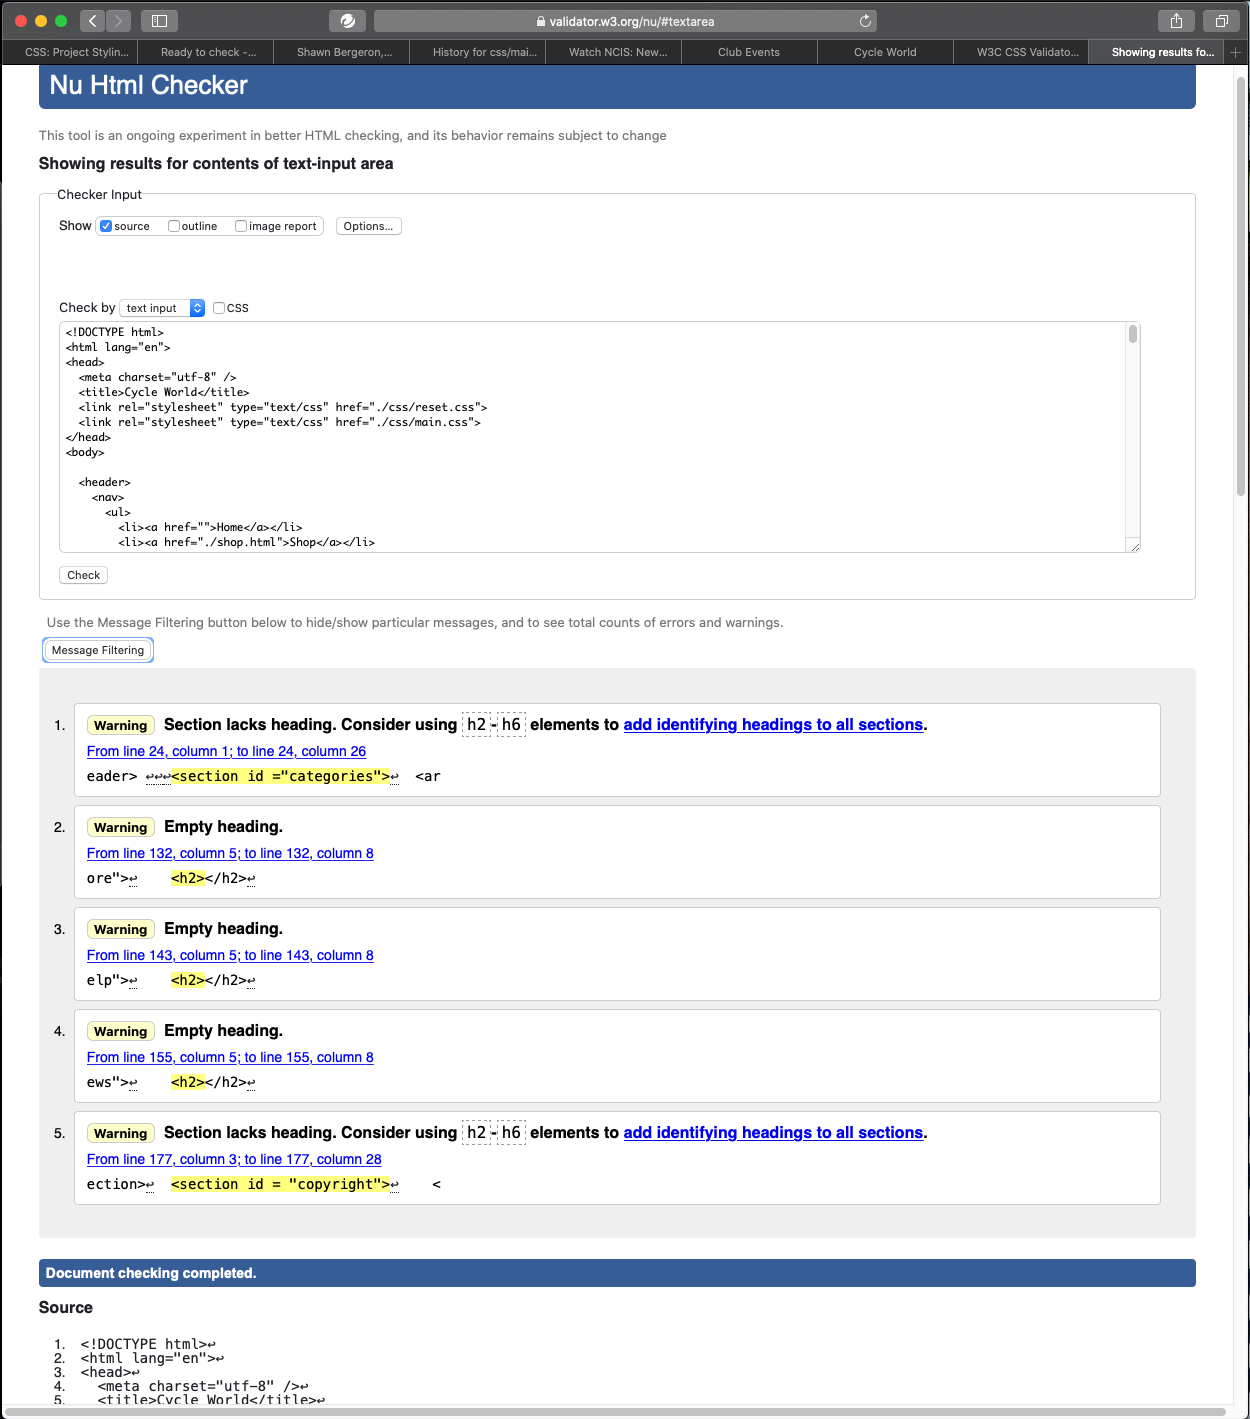 validator.w3.org/nu/#textarea
CSS: Project Stylin... Ready to check -... Shawn Bergeron,... History for css/mai... Watch NCIS: New... Club Events Cycle World W3C CSS Validato... Showing results fo...
Nu Html Checker
This tool is an ongoing experiment in better HTML checking, and its behavior remains subject to change
Showing results for contents of text-input area
Checker Input
Show source outline image report Options...
Check by text input CSS
<!DOCTYPE html>
<html lang="en">
<head>
<meta charset="utf-8" />
<title>Cycle World</title>
<link rel="stylesheet" type="text/css" href="./css/reset.css">
<link rel="stylesheet" type="text/css" href="./css/main.css">
</head>
<body>
<header>
<nav>
<ul>
<li><a href="">Home</a></li>
<li><a href="./shop.html">Shop</a></li>
Check
Use the Message Filtering button below to hide/show particular messages, and to see total counts of errors and warnings.
Message Filtering
1. Warning Section lacks heading. Consider using h2-h6 elements to add identifying headings to all sections.
From line 24, column 1; to line 24, column 26
eader> ↩↩↩<section id ="categories">↩ <ar
2. Warning Empty heading.
From line 132, column 5; to line 132, column 8
ore">↩ <h2></h2>↩
3. Warning Empty heading.
From line 143, column 5; to line 143, column 8
elp">↩ <h2></h2>↩
4. Warning Empty heading.
From line 155, column 5; to line 155, column 8
ews">↩ <h2></h2>↩
5. Warning Section lacks heading. Consider using h2-h6 elements to add identifying headings to all sections.
From line 177, column 3; to line 177, column 28
ection>↩ <section id = "copyright">↩ <
Document checking completed.
Source
1. <!DOCTYPE html>↩
2. <html lang="en">↩
3. <head>↩
4. <meta charset="utf-8" />↩
5. <title>Cycle World</title>↩